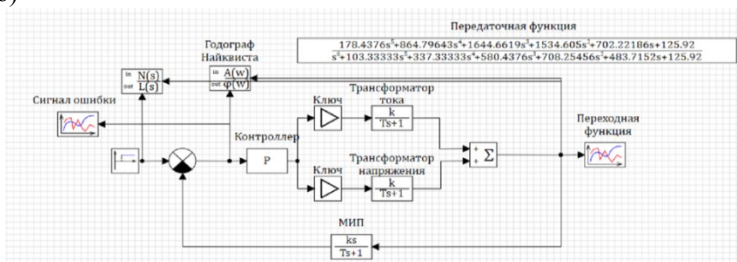 Передаточная функция
178.4376s⁵+864.79643s⁴+1644.6619s³+1534.605s²+702.22186s+125.92
s⁶+103.33333s⁵+337.33333s⁴+580.4376s³+708.25456s²+483.7152s+125.92
Годограф
Найквиста
in N(s)
out L(s)
in A(w)
out φ(w)
Сигнал ошибки
Ключ
Трансформатор
тока
k
Ts+1
Контроллер
P
Переходная
функция
+
+
Σ
Ключ
Трансформатор
напряжения
k
Ts+1
МИП
ks
Ts+1